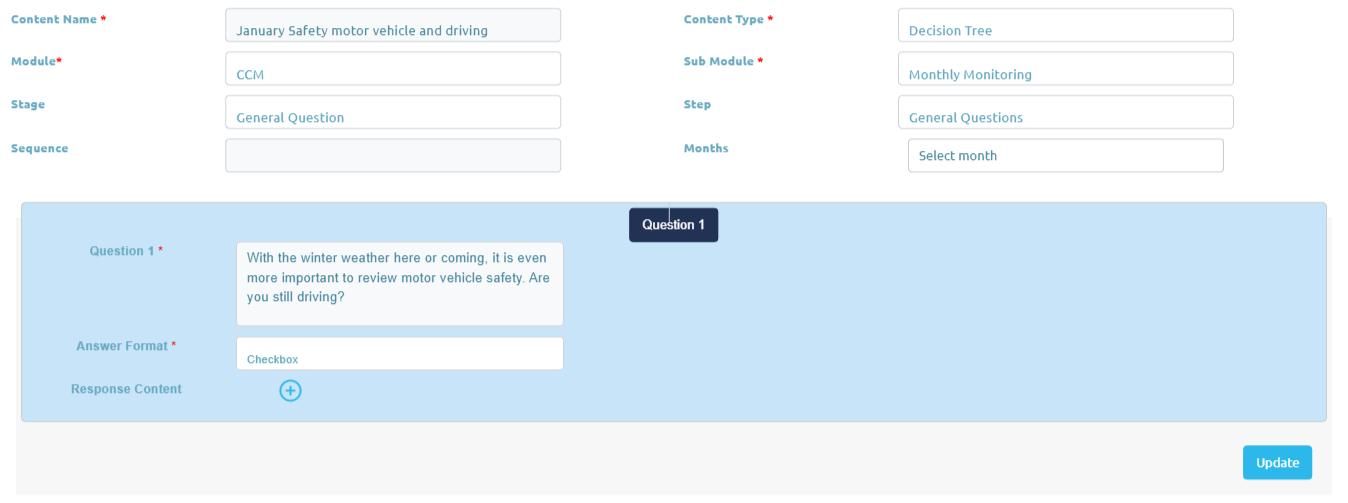 Content Name * January Safety motor vehicle and driving Content Type * Decision Tree
Module* CCM Sub Module * Monthly Monitoring
Stage General Question Step General Questions
Sequence Months Select month
Question 1
Question 1 * With the winter weather here or coming, it is even
more important to review motor vehicle safety. Are
you still driving?
Answer Format * Checkbox
Response Content
Update